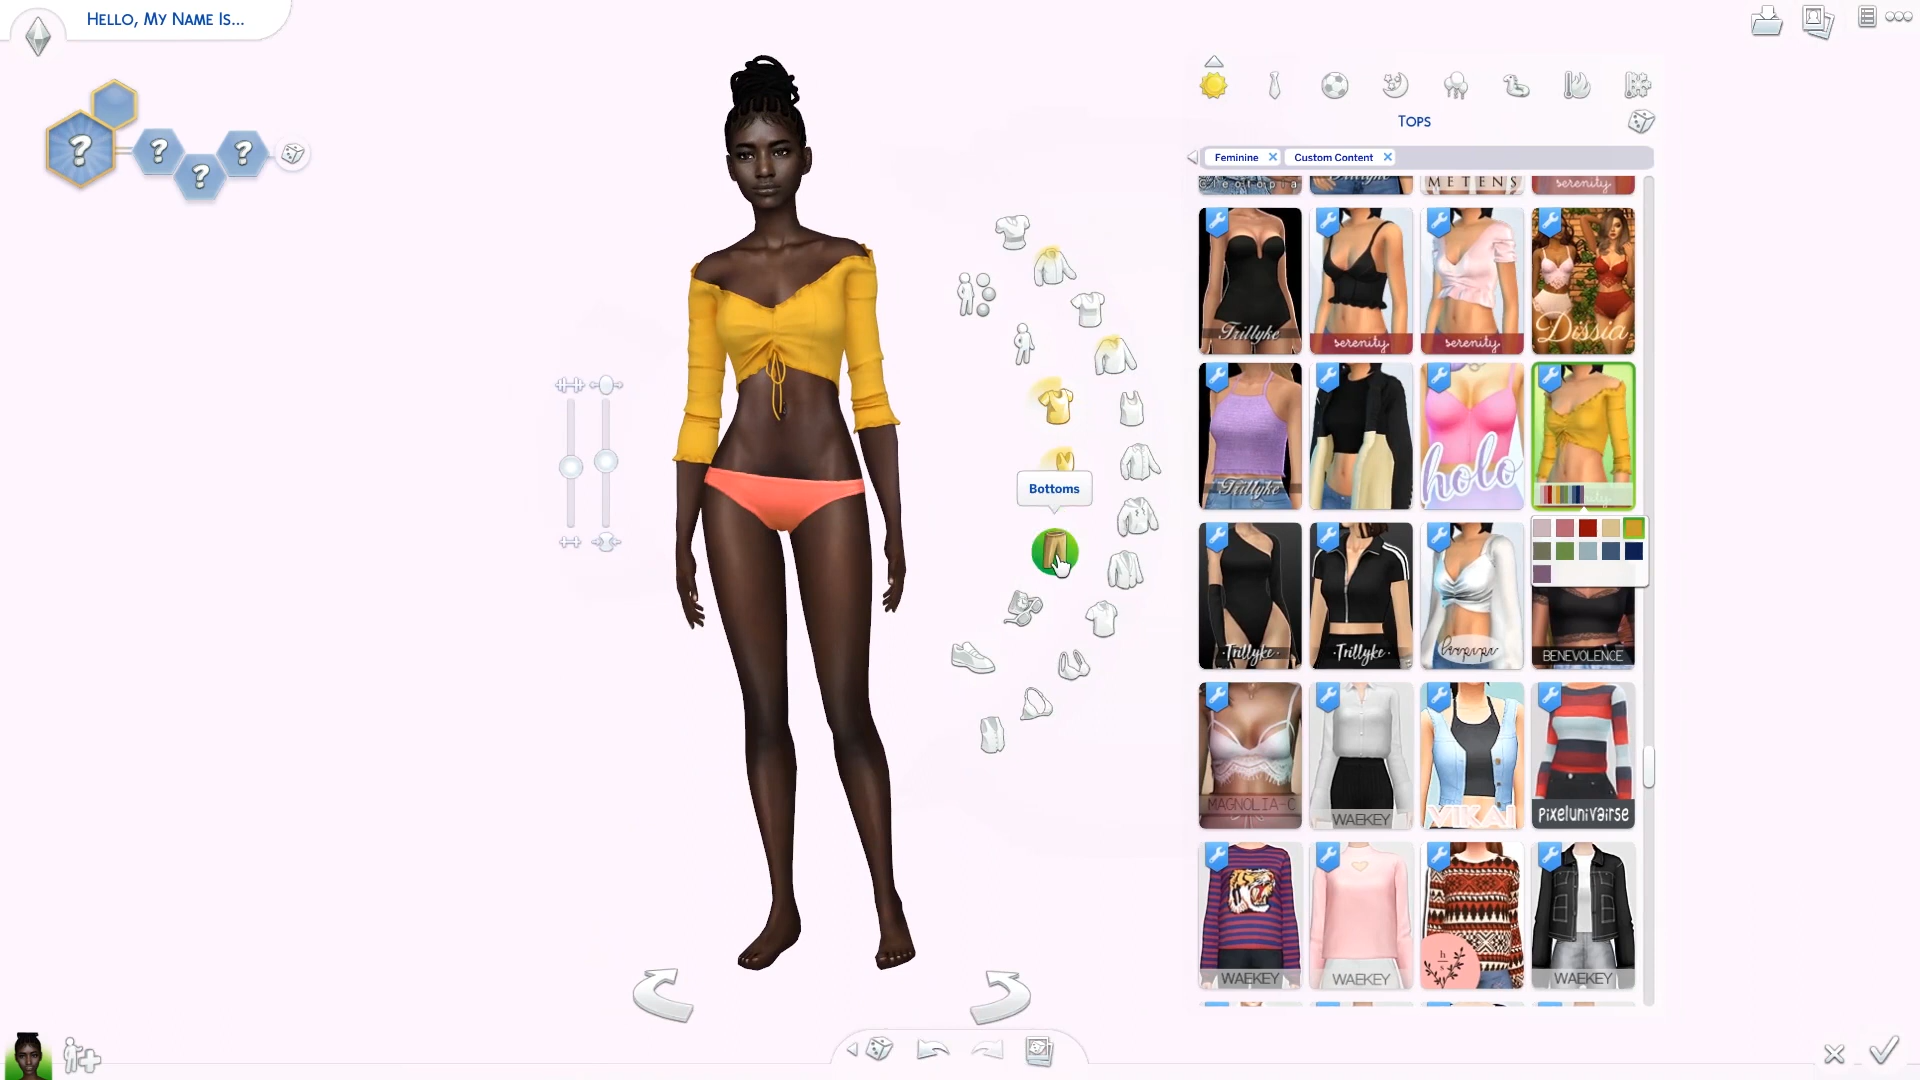 Hello, My Name Is...
Tops
Feminine
Custom Content
Cleotopia
METENS
serenity.
Trillyke
serenity.
serenity.
Dissia
Trillyke
holo
Bottoms
Trillyke
Trillyke
BENEVOLENCE
MAGNOLIA-C
WAEKEY
VIKAI
Pixelunivairse
WAEKEY
WAEKEY
WAEKEY